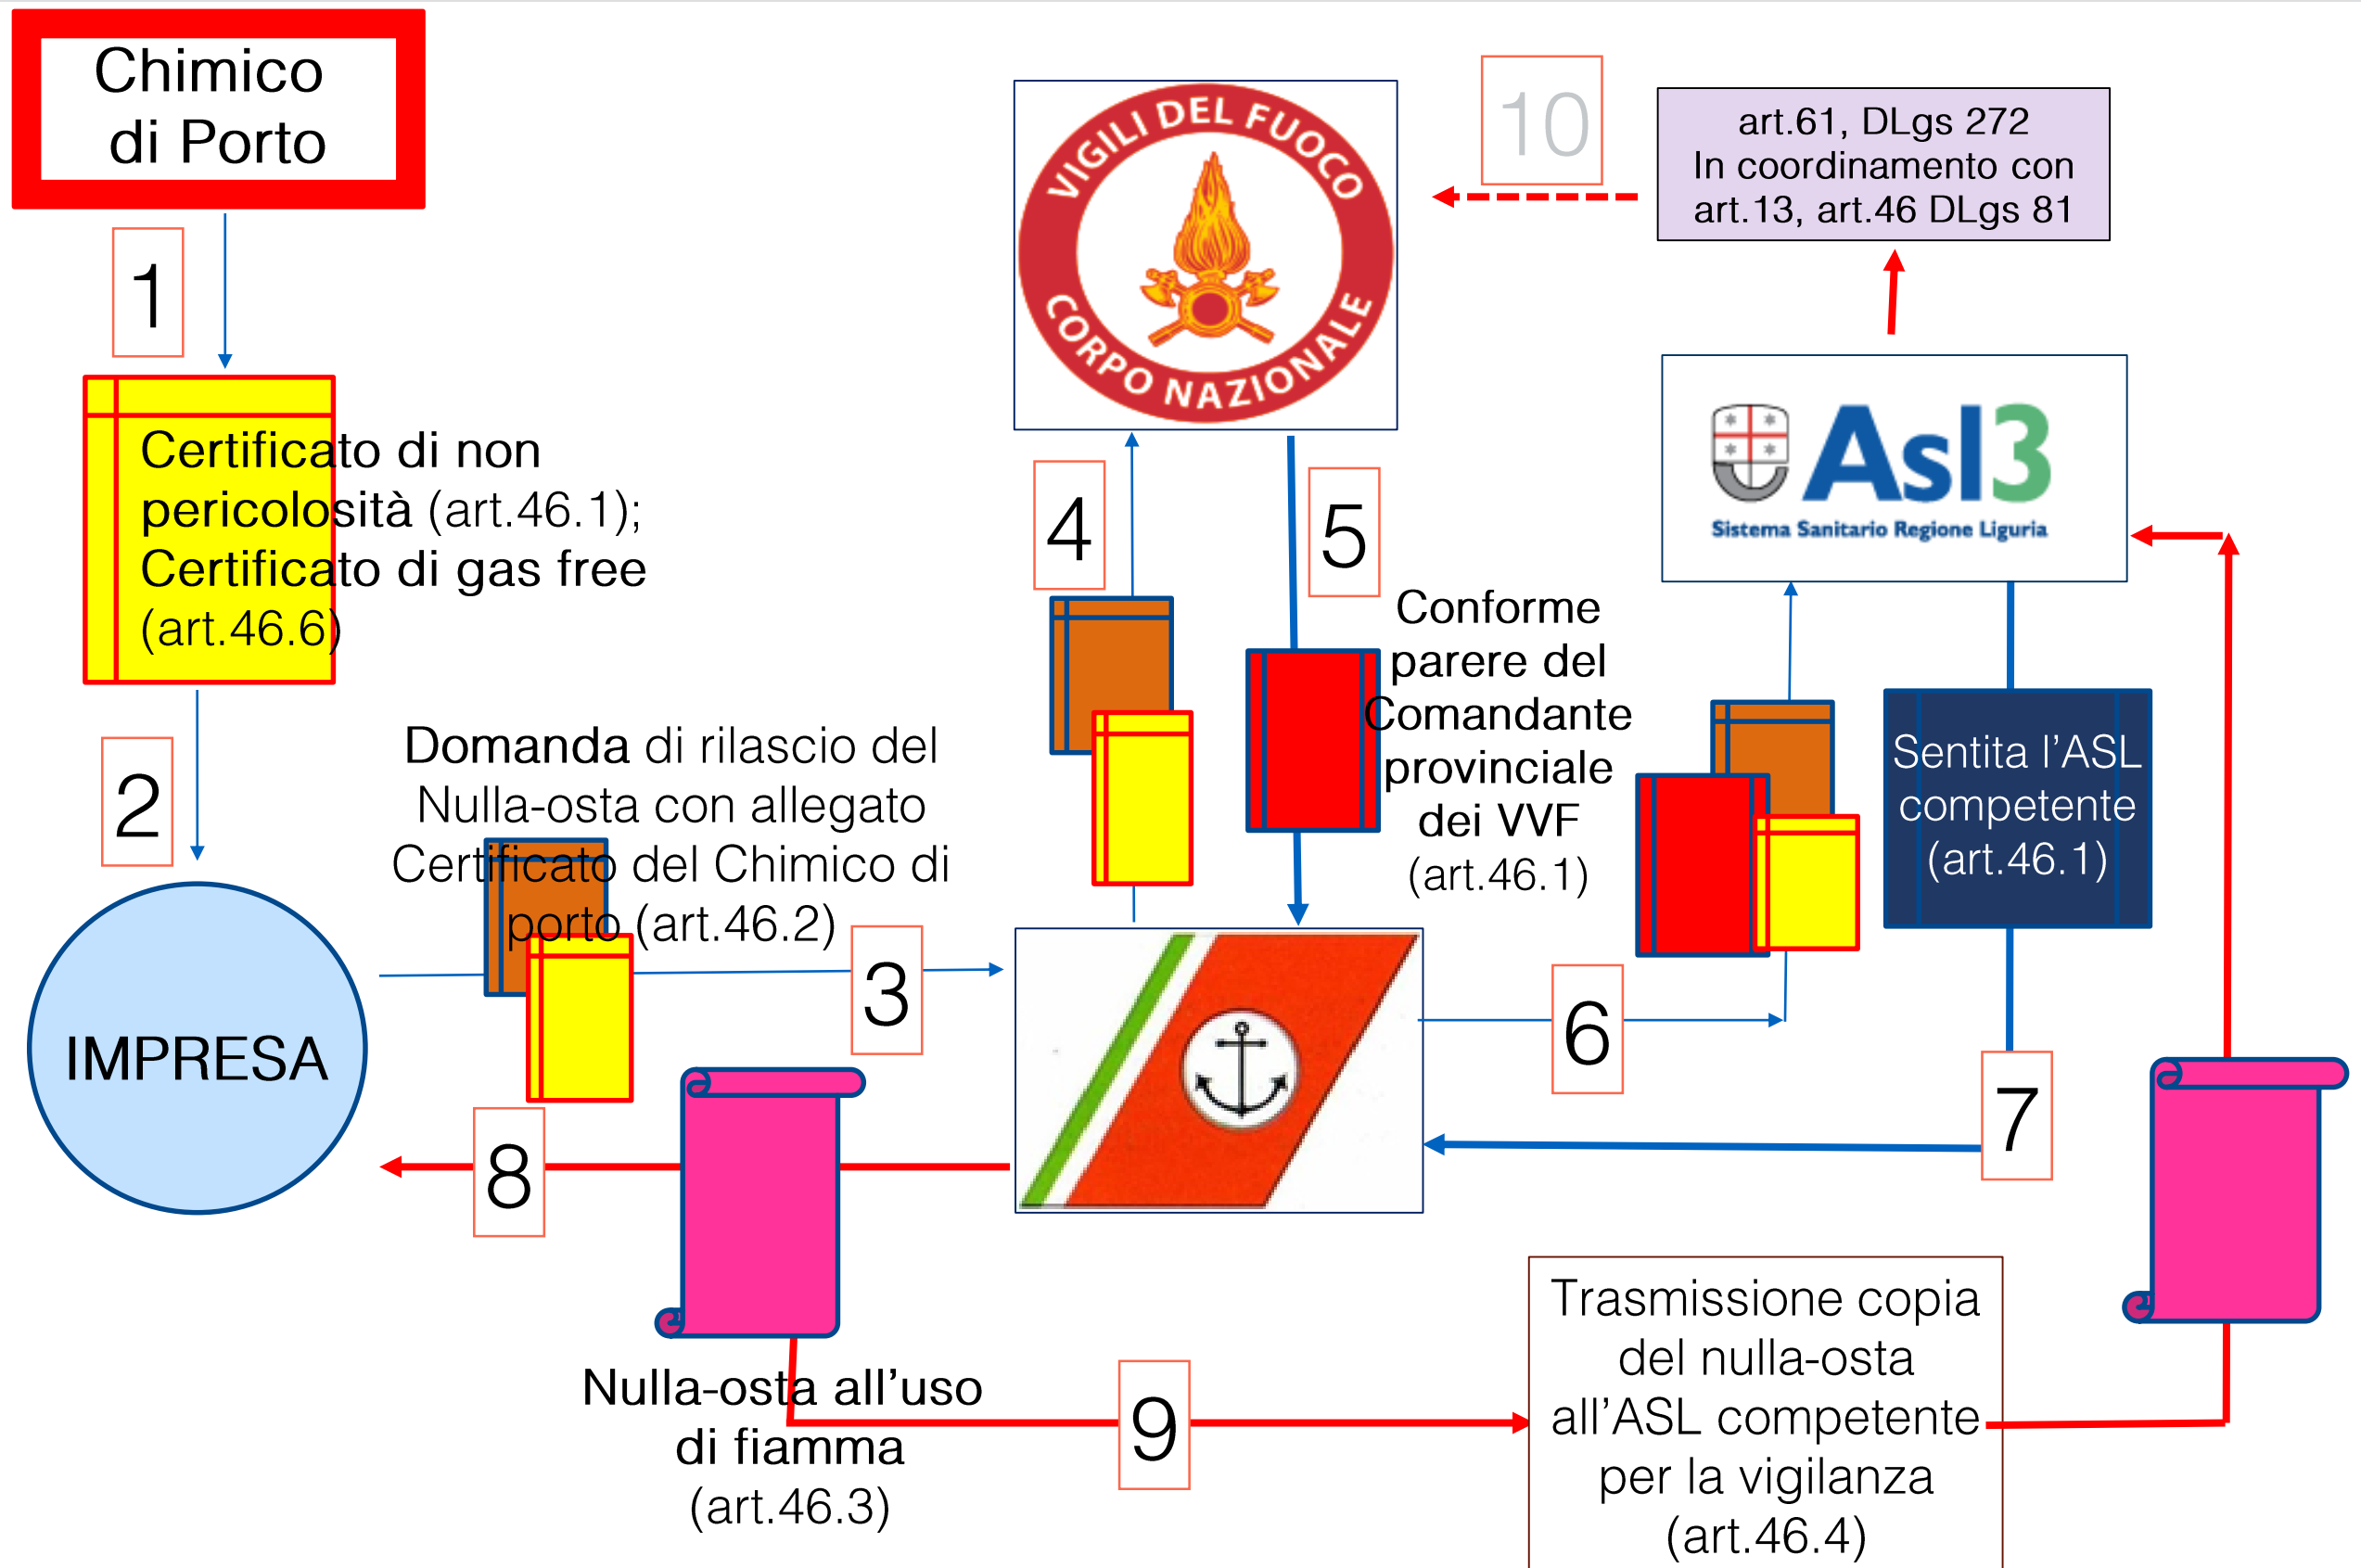 Chimico
di Porto
1
Certificato di non
pericolosità (art.46.1);
Certificato di gas free
(art.46.6)
2
IMPRESA
Domanda di rilascio del
Nulla-osta con allegato
Certificato del Chimico di
porto (art.46.2)
3
VIGILI DEL FUOCO
CORPO NAZIONALE
4
5
Conforme
parere del
Comandante
provinciale
dei VVF
(art.46.1)
10
art.61, DLgs 272
In coordinamento con
art.13, art.46 DLgs 81
Asl3
Sistema Sanitario Regione Liguria
6
Sentita l'ASL
competente
(art.46.1)
7
8
Nulla-osta all'uso
di fiamma
(art.46.3)
9
Trasmissione copia
del nulla-osta
all'ASL competente
per la vigilanza
(art.46.4)